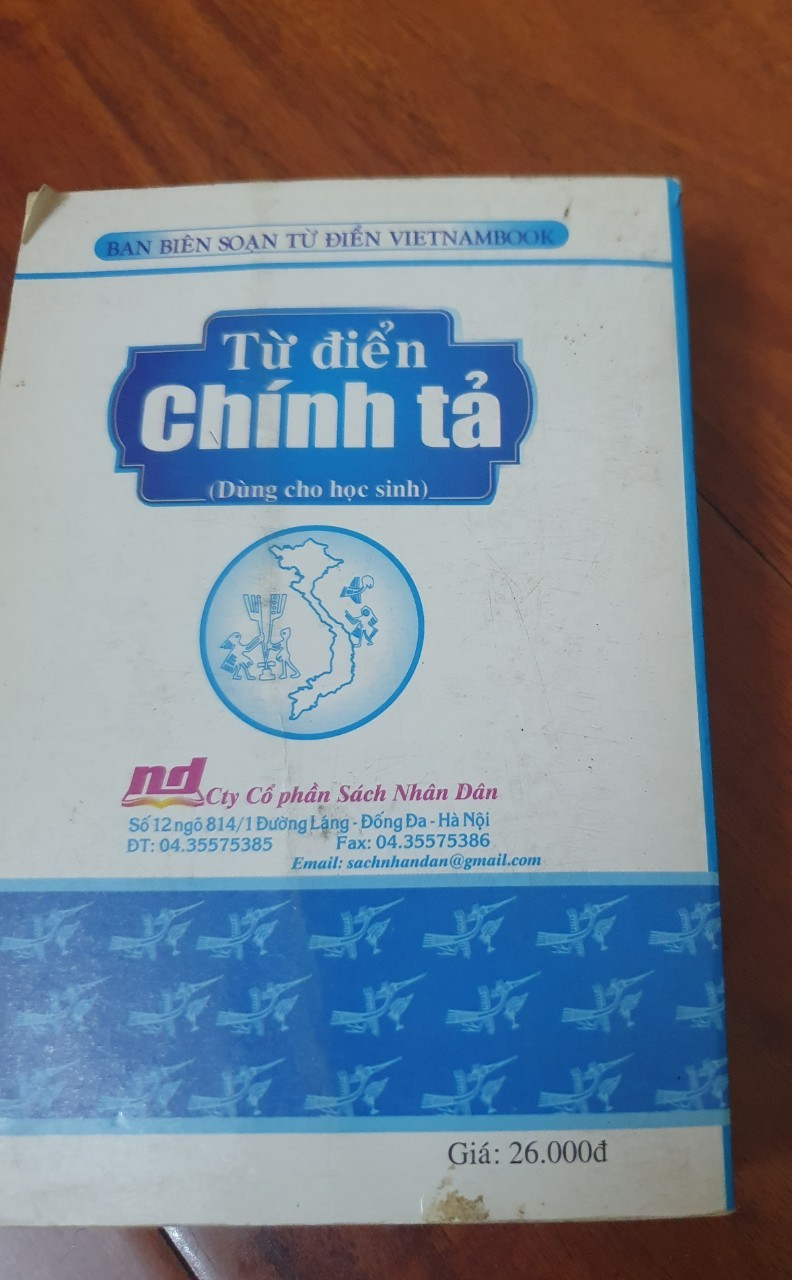 BAN BIÊN SOẠN TỪ ĐIỂN VIETNAMBOOK
Từ điển
Chính tả
(Dùng cho học sinh)
nd Cty Cổ phần Sách Nhân Dân
Số 12 ngõ 814/1 Đường Láng - Đống Đa - Hà Nội
ĐT: 04.35575385 Fax: 04.35575386
Email: sachnhandan@gmail.com
Giá: 26.000đ